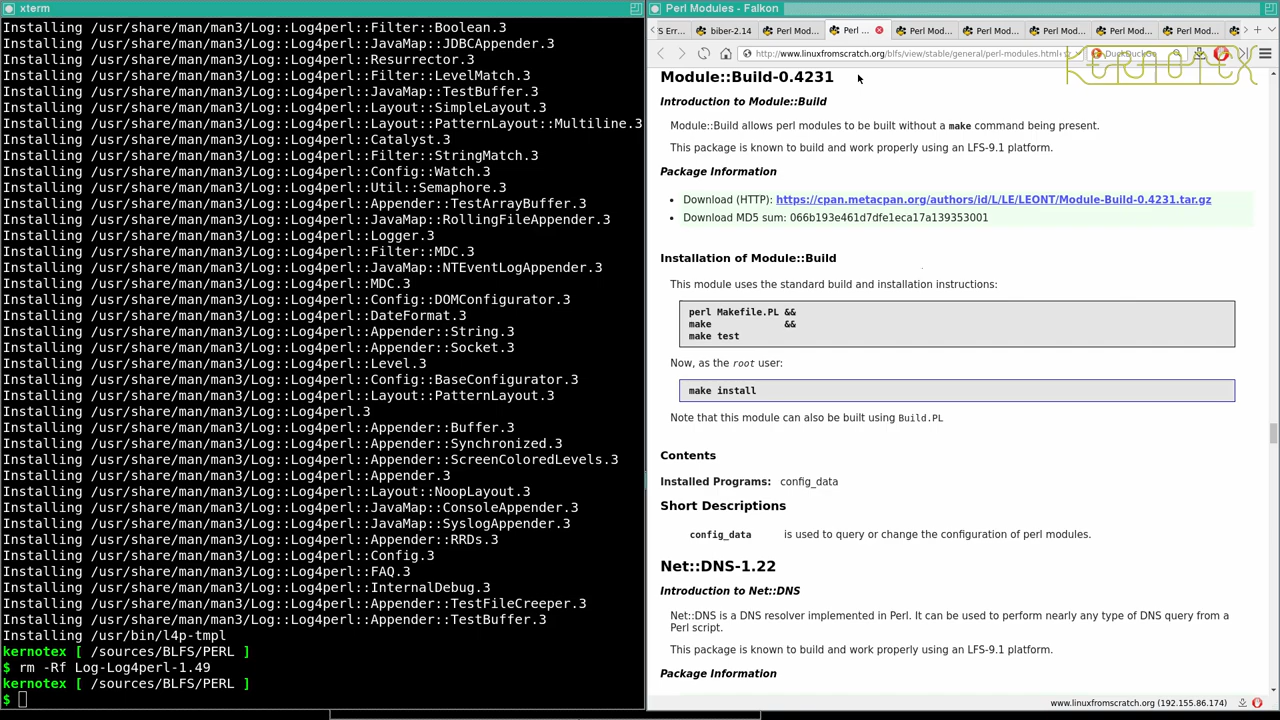 xterm
Installing /usr/share/man/man3/Log::Log4perl::Filter::Boolean.3
Installing /usr/share/man/man3/Log::Log4perl::JavaMap::JDBCAppender.3
Installing /usr/share/man/man3/Log::Log4perl::Resurrector.3
Installing /usr/share/man/man3/Log::Log4perl::Filter::LevelMatch.3
Installing /usr/share/man/man3/Log::Log4perl::JavaMap::TestBuffer.3
Installing /usr/share/man/man3/Log::Log4perl::Layout::SimpleLayout.3
Installing /usr/share/man/man3/Log::Log4perl::Layout::PatternLayout::Multiline.3
Installing /usr/share/man/man3/Log::Log4perl::Catalyst.3
Installing /usr/share/man/man3/Log::Log4perl::Filter::StringMatch.3
Installing /usr/share/man/man3/Log::Log4perl::Config::Watch.3
Installing /usr/share/man/man3/Log::Log4perl::Util::Semaphore.3
Installing /usr/share/man/man3/Log::Log4perl::Appender::TestArrayBuffer.3
Installing /usr/share/man/man3/Log::Log4perl::JavaMap::RollingFileAppender.3
Installing /usr/share/man/man3/Log::Log4perl::Logger.3
Installing /usr/share/man/man3/Log::Log4perl::Filter::MDC.3
Installing /usr/share/man/man3/Log::Log4perl::JavaMap::NTEventLogAppender.3
Installing /usr/share/man/man3/Log::Log4perl::MDC.3
Installing /usr/share/man/man3/Log::Log4perl::Config::DOMConfigurator.3
Installing /usr/share/man/man3/Log::Log4perl::DateFormat.3
Installing /usr/share/man/man3/Log::Log4perl::Appender::String.3
Installing /usr/share/man/man3/Log::Log4perl::Appender::Socket.3
Installing /usr/share/man/man3/Log::Log4perl::Level.3
Installing /usr/share/man/man3/Log::Log4perl::Config::BaseConfigurator.3
Installing /usr/share/man/man3/Log::Log4perl::Layout::PatternLayout.3
Installing /usr/share/man/man3/Log::Log4perl.3
Installing /usr/share/man/man3/Log::Log4perl::Appender::Buffer.3
Installing /usr/share/man/man3/Log::Log4perl::Appender::Synchronized.3
Installing /usr/share/man/man3/Log::Log4perl::Appender::ScreenColoredLevels.3
Installing /usr/share/man/man3/Log::Log4perl::Appender.3
Installing /usr/share/man/man3/Log::Log4perl::Layout::NoopLayout.3
Installing /usr/share/man/man3/Log::Log4perl::JavaMap::ConsoleAppender.3
Installing /usr/share/man/man3/Log::Log4perl::JavaMap::SyslogAppender.3
Installing /usr/share/man/man3/Log::Log4perl::Appender::RRDs.3
Installing /usr/share/man/man3/Log::Log4perl::Config.3
Installing /usr/share/man/man3/Log::Log4perl::FAQ.3
Installing /usr/share/man/man3/Log::Log4perl::InternalDebug.3
Installing /usr/share/man/man3/Log::Log4perl::Appender::TestFileCreeper.3
Installing /usr/share/man/man3/Log::Log4perl::Appender::TestBuffer.3
Installing /usr/bin/l4p-tmpl
kernotex [ /sources/BLFS/PERL ]
$ rm -Rf Log-Log4perl-1.49
kernotex [ /sources/BLFS/PERL ]
$
Perl Modules - Falkon
S Err... biber-2.14 Perl Mod... Perl ... Perl Mod... Perl Mod... Perl Mod... Perl Mod... Perl Mod...
http://www.linuxfromscratch.org/blfs/view/stable/general/perl-modules.html
KERNOTEX
Module::Build-0.4231
Introduction to Module::Build
Module::Build allows perl modules to be built without a make command being present.
This package is known to build and work properly using an LFS-9.1 platform.
Package Information
• Download (HTTP): https://cpan.metacpan.org/authors/id/L/LE/LEONT/Module-Build-0.4231.tar.gz
• Download MD5 sum: 066b193e461d7dfe1eca17a139353001
Installation of Module::Build
This module uses the standard build and installation instructions:
perl Makefile.PL &&
make &&
make test
Now, as the root user:
make install
Note that this module can also be built using Build.PL
Contents
Installed Programs: config_data
Short Descriptions
config_data is used to query or change the configuration of perl modules.
Net::DNS-1.22
Introduction to Net::DNS
Net::DNS is a DNS resolver implemented in Perl. It can be used to perform nearly any type of DNS query from a
Perl script.
This package is known to build and work properly using an LFS-9.1 platform.
Package Information
www.linuxfromscratch.org (192.155.86.174)